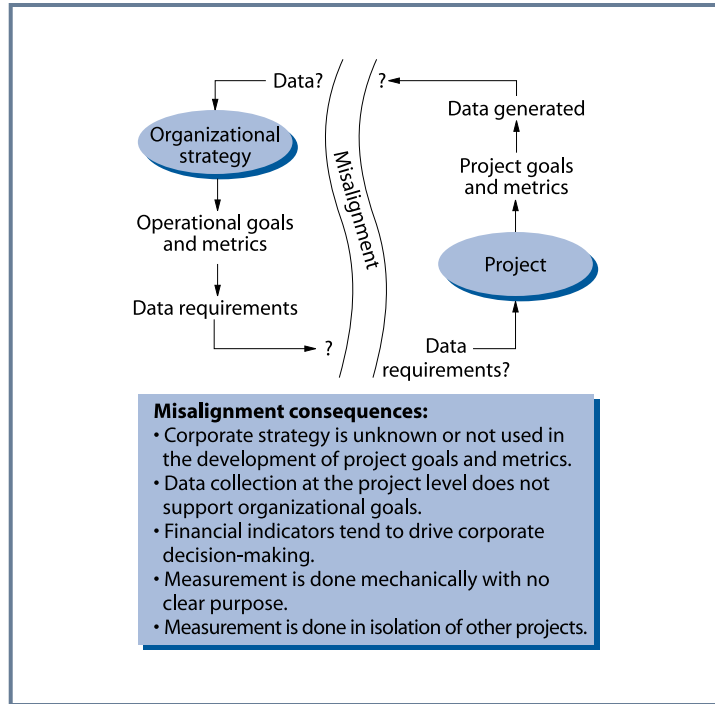 Data?
Organizational
strategy
Operational goals
and metrics
Data requirements
?
Misalignment
?
Data generated
Project goals
and metrics
Project
Data
requirements?
Misalignment consequences:
• Corporate strategy is unknown or not used in
the development of project goals and metrics.
• Data collection at the project level does not
support organizational goals.
• Financial indicators tend to drive corporate
decision-making.
• Measurement is done mechanically with no
clear purpose.
• Measurement is done in isolation of other projects.